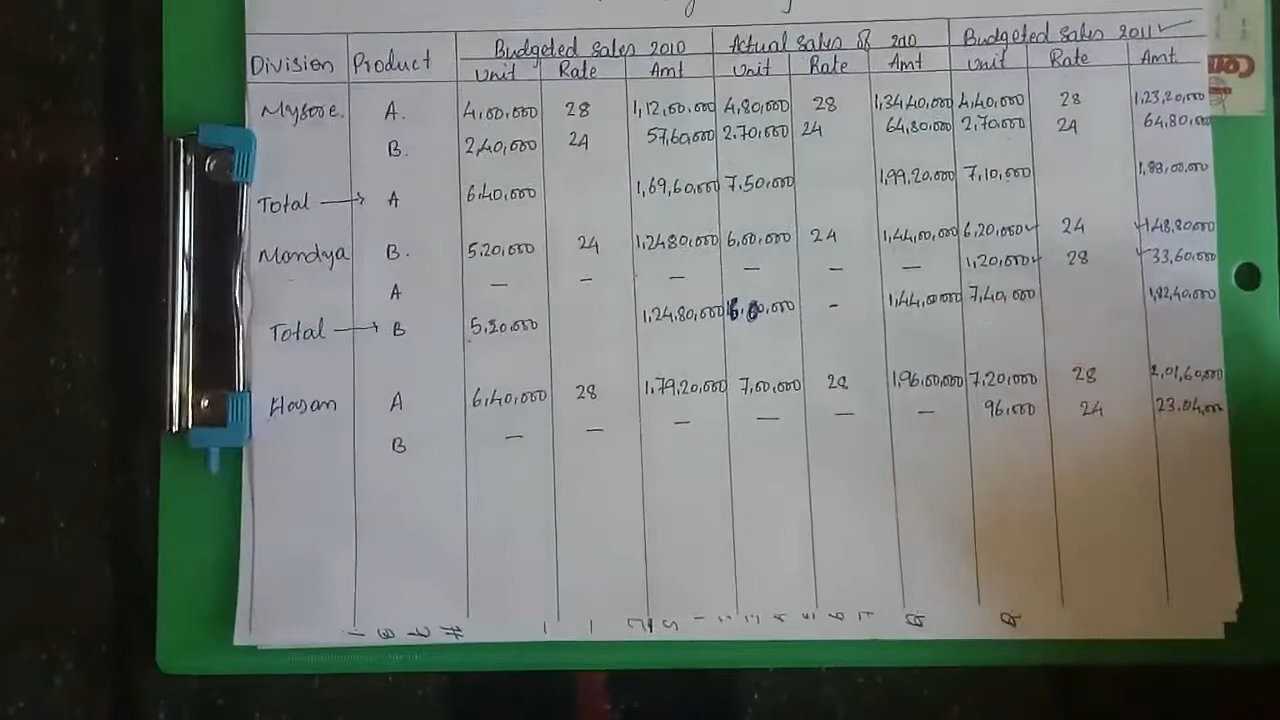 Budgeted Sales 2010 Actual Sales of 2010 Budgeted Sales 2011
Division Product Unit Rate Amt Unit Rate Amt Unit Rate Amt
Mysore. A. 4,00,000 28 1,12,00,000 4,80,000 28 1,34,40,000 4,40,000 28 1,23,20,000
B. 2,40,000 24 57,60,000 2,70,000 24 64,80,000 2,70,000 24 64,80,000
Total → A 6,40,000 1,69,60,000 7,50,000 1,99,20,000 7,10,000 1,88,00,000
Mandya B. 5,20,000 24 1,24,80,000 6,00,000 24 1,44,00,000 6,20,000 24 1,48,80,000
A — — — — — — 1,20,000 28 33,60,000
Total → B 5,20,000 1,24,80,000 6,00,000 - 1,44,00,000 7,40,000 1,82,40,000
Hasan A 6,40,000 28 1,79,20,000 7,00,000 28 1,96,00,000 7,20,000 28 2,01,60,000
B — — — — — — 96,000 24 23,04,000